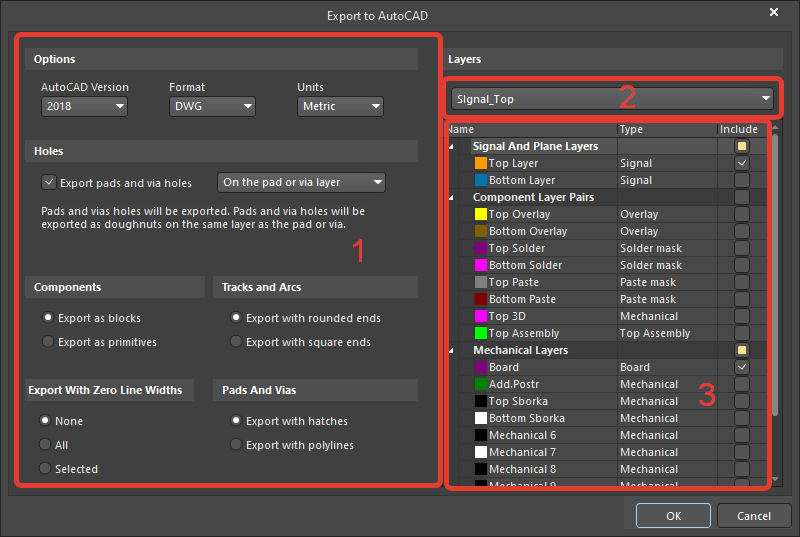 Export to AutoCAD
Options
AutoCAD Version Format Units
2018 DWG Metric
Holes
Export pads and via holes On the pad or via layer
Pads and vias holes will be exported. Pads and via holes will be
exported as doughnuts on the same layer as the pad or via.
1
Components Tracks and Arcs
Export as blocks Export with rounded ends
Export as primitives Export with square ends
Export With Zero Line Widths Pads And Vias
None Export with hatches
All Export with polylines
Selected
Layers
SIgnal_Top 2
Name Type Include
Signal And Plane Layers
Top Layer Signal
Bottom Layer Signal
Component Layer Pairs
Top Overlay Overlay
Bottom Overlay Overlay
Top Solder Solder mask
Bottom Solder Solder mask
Top Paste Paste mask
Bottom Paste Paste mask
Top 3D Mechanical
Top Assembly Top Assembly
Mechanical Layers
Board Board
Add.Postr Mechanical
3
Top Sborka Mechanical
Bottom Sborka Mechanical
Mechanical 6 Mechanical
Mechanical 7 Mechanical
Mechanical 8 Mechanical
Mechanical 9 Mechanical
OK Cancel